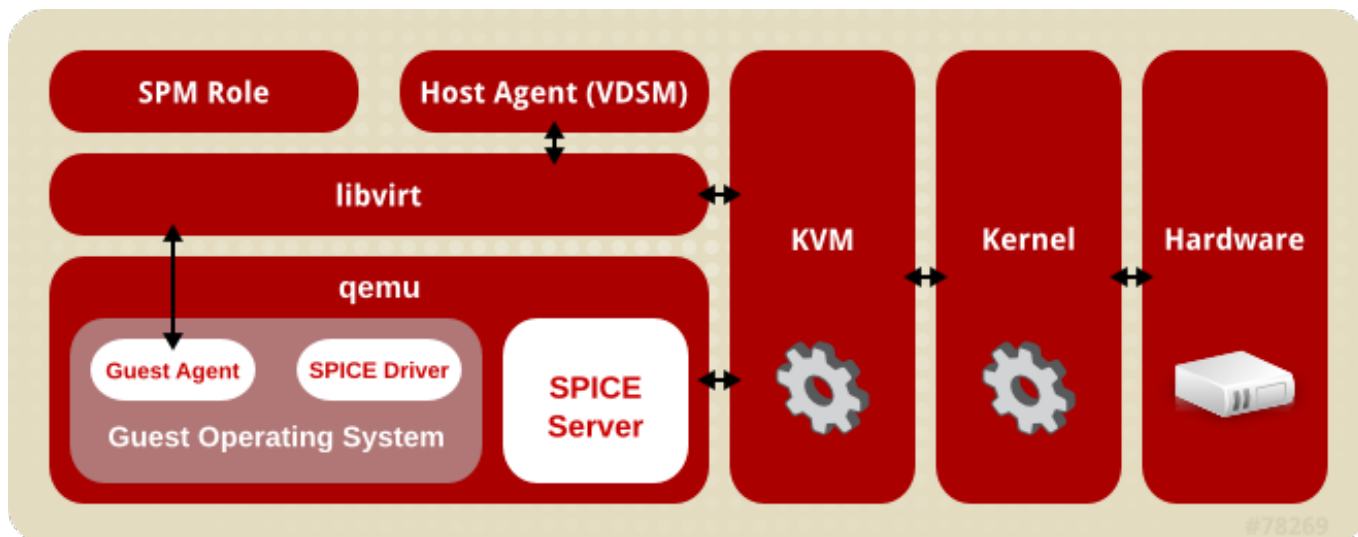 SPM Role
Host Agent (VDSM)
libvirt
qemu
Guest Agent
SPICE Driver
Guest Operating System
SPICE
Server
KVM
Kernel
Hardware
#78269